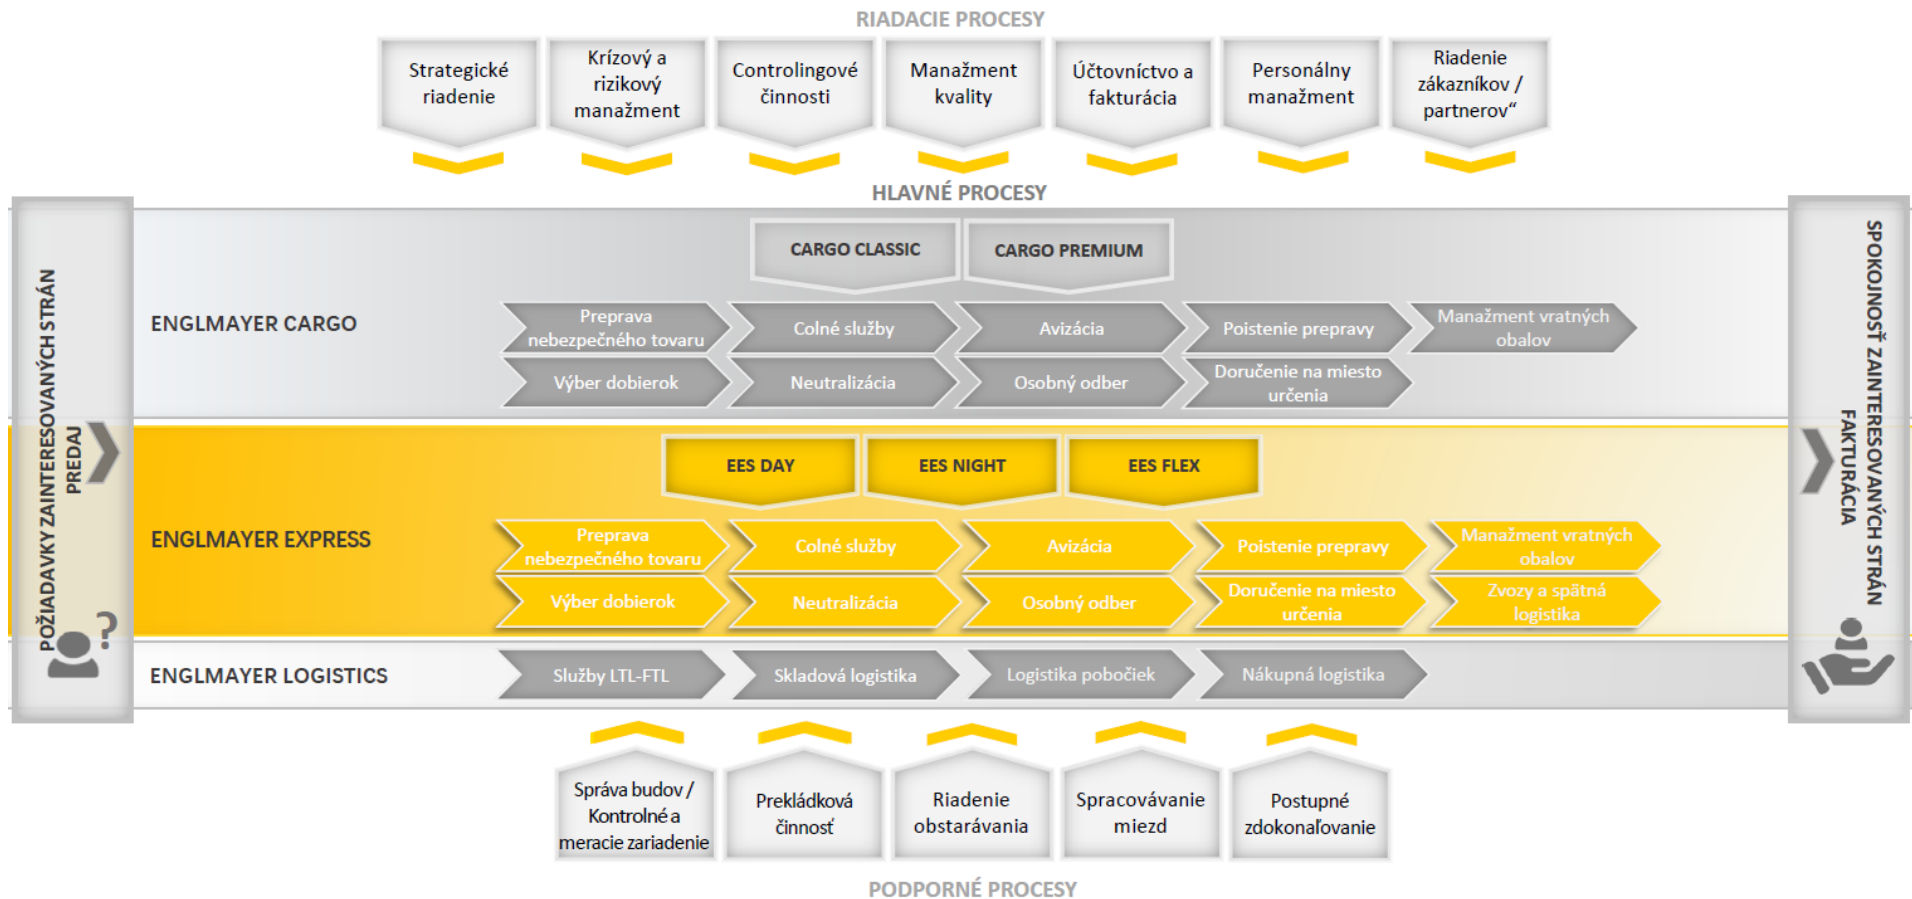 RIADACIE PROCESY
Strategické
riadenie
Krízový a
rizikový
manažment
Controlingové
činnosti
Manažment
kvality
Účtovníctvo a
fakturácia
Personálny
manažment
Riadenie
zákazníkov /
partnerov“
HLAVNÉ PROCESY
POŽIADAVKY ZAINTERESOVANÝCH STRÁN
PREDAJ
?
CARGO CLASSIC
CARGO PREMIUM
ENGLMAYER CARGO
Preprava
nebezpečného tovaru
Colné služby
Avizácia
Poistenie prepravy
Manažment vratných
obalov
Výber dobierok
Neutralizácia
Osobný odber
Doručenie na miesto
určenia
EES DAY
EES NIGHT
EES FLEX
ENGLMAYER EXPRESS
Preprava
nebezpečného tovaru
Colné služby
Avizácia
Poistenie prepravy
Manažment vratných
obalov
Výber dobierok
Neutralizácia
Osobný odber
Doručenie na miesto
určenia
Zvozy a spätná
logistika
ENGLMAYER LOGISTICS
Služby LTL-FTL
Skladová logistika
Logistika pobočiek
Nákupná logistika
SPOKOJNOSŤ ZAINTERESOVANÝCH STRÁN
FAKTURÁCIA
Správa budov /
Kontrolné a
meracie zariadenie
Prekládková
činnosť
Riadenie
obstarávania
Spracovávanie
miezd
Postupné
zdokonaľovanie
PODPORNÉ PROCESY